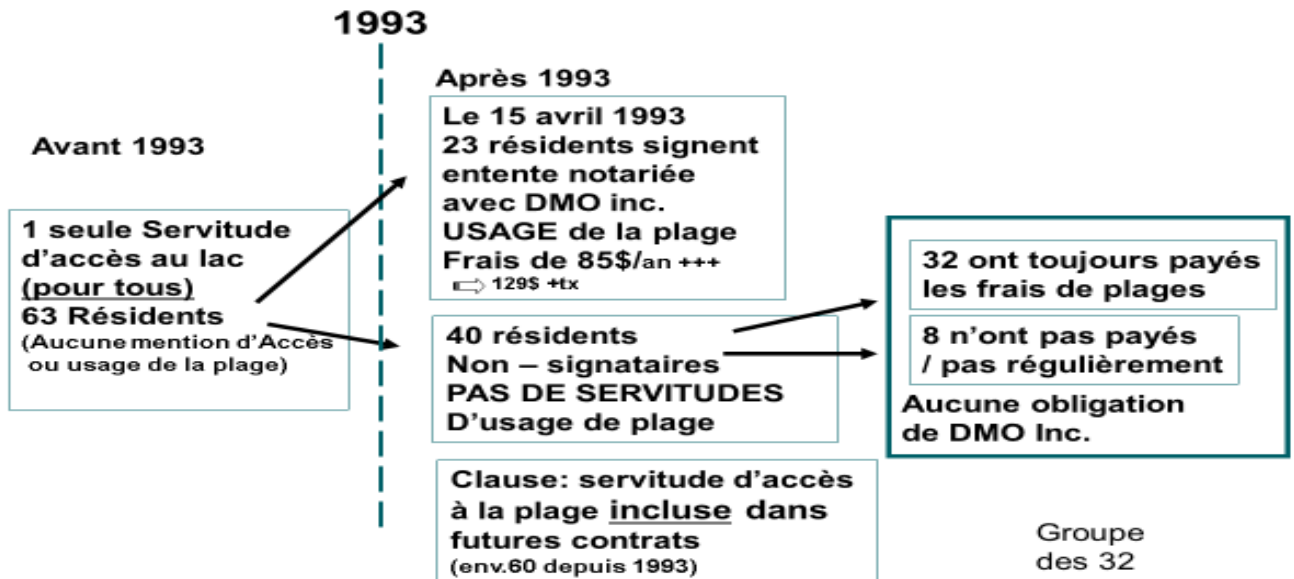 1993
Avant 1993
1 seule Servitude
d’accès au lac
(pour tous)
63 Résidents
(Aucune mention d’Accès
ou usage de la plage)
Après 1993
Le 15 avril 1993
23 résidents signent
entente notariée
avec DMO inc.
USAGE de la plage
Frais de 85$/an +++
⇨ 129$ +tx
40 résidents
Non – signataires
PAS DE SERVITUDES
D’usage de plage
Clause: servitude d’accès
à la plage incluse dans
futures contrats
(env.60 depuis 1993)
32 ont toujours payés
les frais de plages
8 n’ont pas payés
/ pas régulièrement
Aucune obligation
de DMO Inc.
Groupe
des 32